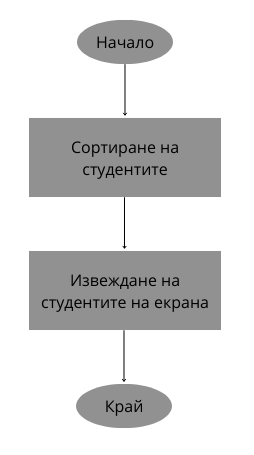 Начало
Сортиране на
студентите
Извеждане на
студентите на екрана
Край